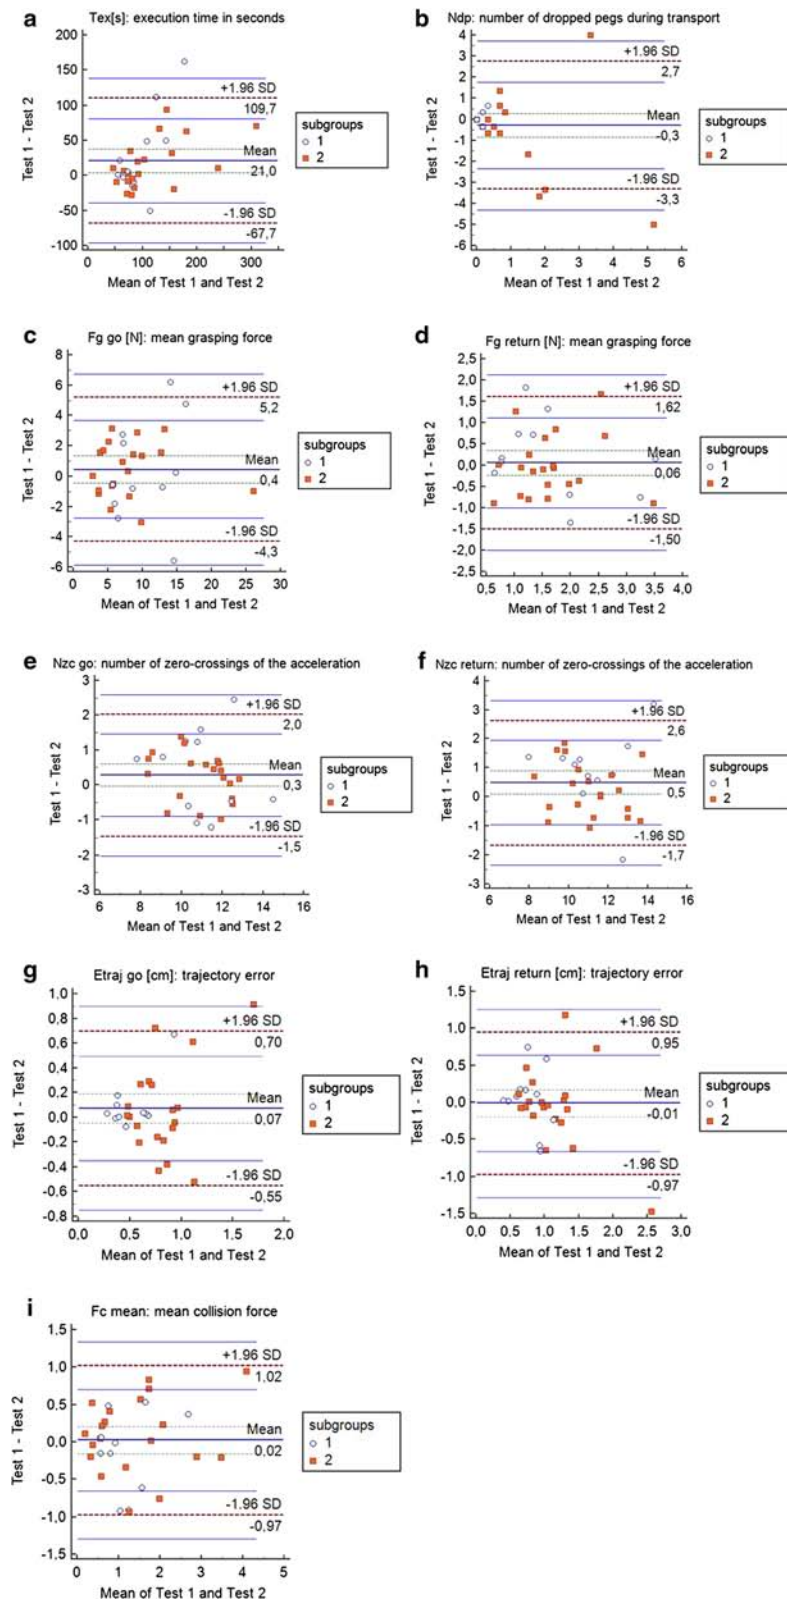 a
Tex[s]: execution time in seconds
200
150
100
50
0
-50
-100
0 100 200 300
Test 1 - Test 2
Mean of Test 1 and Test 2
+1.96 SD
109,7
Mean
21,0
-1.96 SD
-67,7
subgroups
1
2
b
Ndp: number of dropped pegs during transport
4
3
2
1
0
-1
-2
-3
-4
-5
-6
0 1 2 3 4 5 6
Test 1 - Test 2
Mean of Test 1 and Test 2
+1.96 SD
2,7
Mean
-0,3
-1.96 SD
-3,3
subgroups
1
2
c
Fg go [N]: mean grasping force
8
6
4
2
0
-2
-4
-6
0 5 10 15 20 25 30
Test 1 - Test 2
Mean of Test 1 and Test 2
+1.96 SD
5,2
Mean
0,4
-1.96 SD
-4,3
subgroups
1
2
d
Fg return [N]: mean grasping force
2,5
2,0
1,5
1,0
0,5
0,0
-0,5
-1,0
-1,5
-2,0
-2,5
0,5 1,0 1,5 2,0 2,5 3,0 3,5 4,0
Test 1 - Test 2
Mean of Test 1 and Test 2
+1.96 SD
1,62
Mean
0,06
-1.96 SD
-1,50
subgroups
1
2
e
Nzc go: number of zero-crossings of the acceleration
3
2
1
0
-1
-2
-3
6 8 10 12 14 16
Test 1 - Test 2
Mean of Test 1 and Test 2
+1.96 SD
2,0
Mean
0,3
-1.96 SD
-1,5
subgroups
1
2
f
Nzc return: number of zero-crossings of the acceleration
4
3
2
1
0
-1
-2
-3
6 8 10 12 14 16
Test 1 - Test 2
Mean of Test 1 and Test 2
+1.96 SD
2,6
Mean
0,5
-1.96 SD
-1,7
subgroups
1
2
g
Etraj go [cm]: trajectory error
1,0
0,8
0,6
0,4
0,2
0,0
-0,2
-0,4
-0,6
-0,8
0,0 0,5 1,0 1,5 2,0
Test 1 - Test 2
Mean of Test 1 and Test 2
+1.96 SD
0,70
Mean
0,07
-1.96 SD
-0,55
subgroups
1
2
h
Etraj return [cm]: trajectory error
1,5
1,0
0,5
0,0
-0,5
-1,0
-1,5
0,0 0,5 1,0 1,5 2,0 2,5 3,0
Test 1 - Test 2
Mean of Test 1 and Test 2
+1.96 SD
0,95
Mean
-0,01
-1.96 SD
-0,97
subgroups
1
2
i
Fc mean: mean collision force
1,5
1,0
0,5
0,0
-0,5
-1,0
-1,5
0 1 2 3 4 5
Test 1 - Test 2
Mean of Test 1 and Test 2
+1.96 SD
1,02
Mean
0,02
-1.96 SD
-0,97
subgroups
1
2